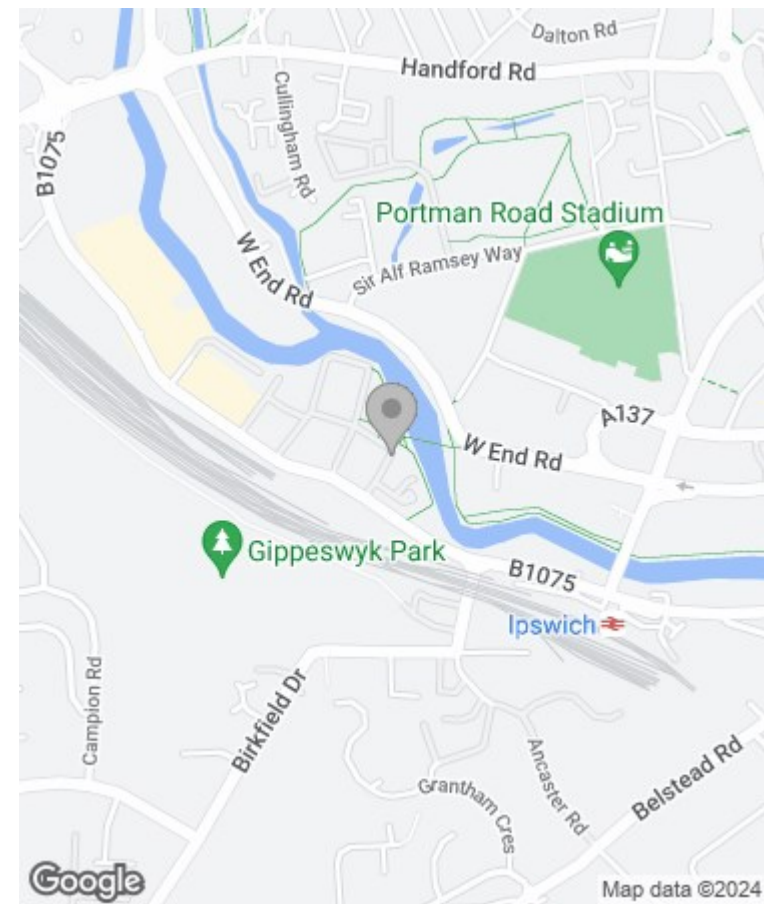 Dalton Rd
Handford Rd
Cullingham Rd
B1075
Portman Road Stadium
Sir Alf Ramsey Way
W End Rd
A137
W End Rd
Gippeswyk Park
B1075
Ipswich
Campion Rd
Birkfield Dr
Ancaster Rd
Belstead Rd
Grantham Cres
Google
Map data ©2024